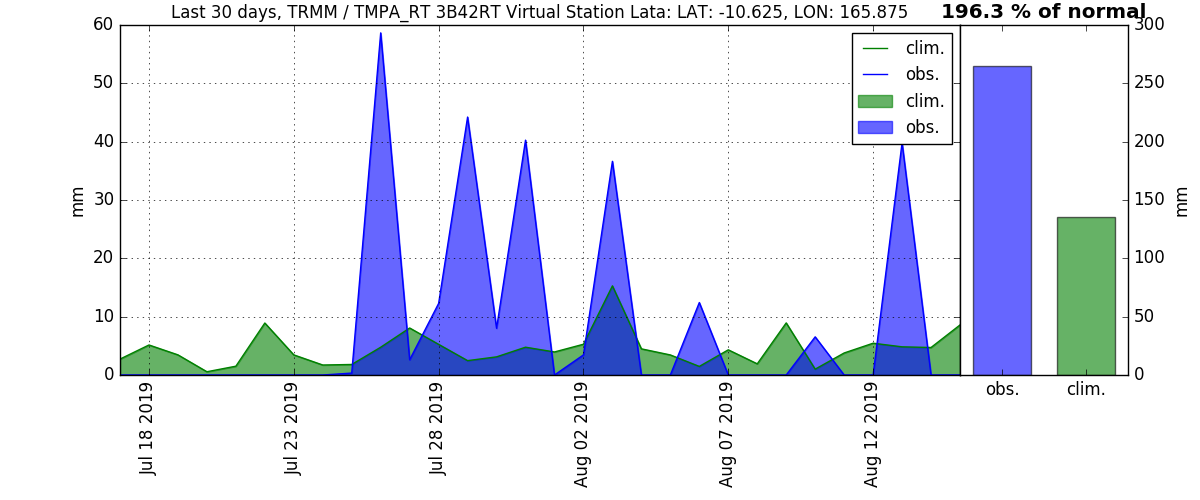 Last 30 days, TRMM / TMPA_RT 3B42RT Virtual Station Lata: LAT: -10.625, LON: 165.875
196.3 % of normal
60
50
40
30
20
10
0
mm
clim.
obs.
clim.
obs.
Jul 18 2019
Jul 23 2019
Jul 28 2019
Aug 02 2019
Aug 07 2019
Aug 12 2019
300
250
200
150
100
50
0
mm
obs.
clim.